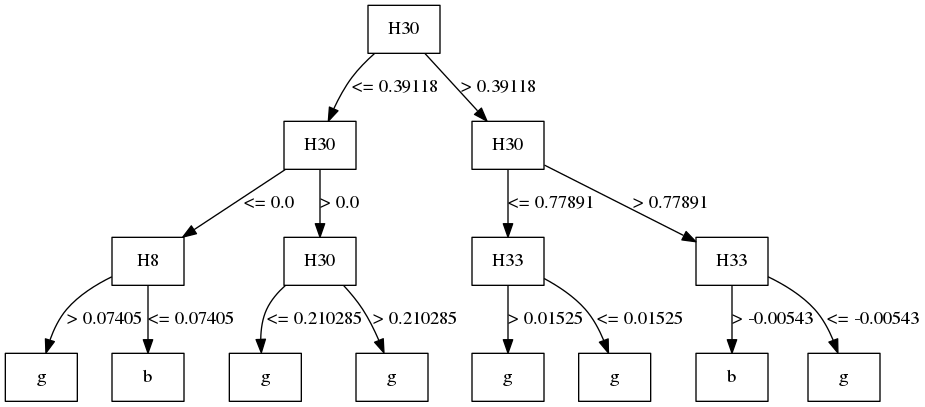 H30
<= 0.39118 > 0.39118
H30 H30
<= 0.0 > 0.0 <= 0.77891 > 0.77891
H8 H30 H33 H33
> 0.07405 <= 0.07405 <= 0.210285 > 0.210285 > 0.01525 <= 0.01525 > -0.00543 <= -0.00543
g b g g g g b g